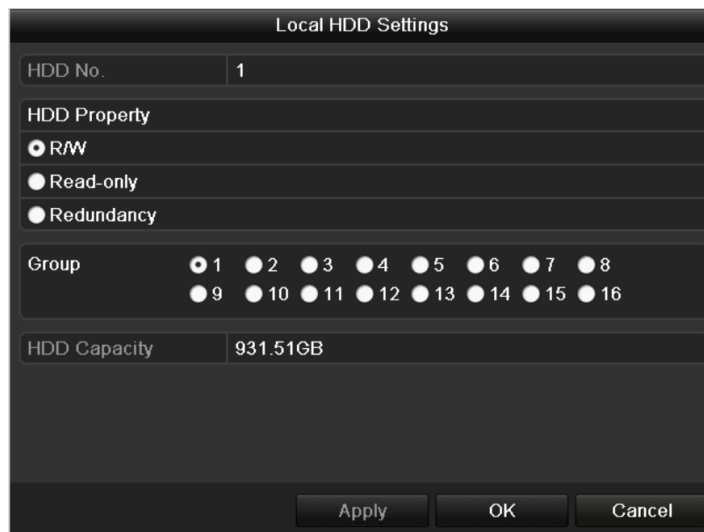 Local HDD Settings
HDD No. 1
HDD Property
R/W
Read-only
Redundancy
Group 1 2 3 4 5 6 7 8
9 10 11 12 13 14 15 16
HDD Capacity 931.51GB
Apply OK Cancel